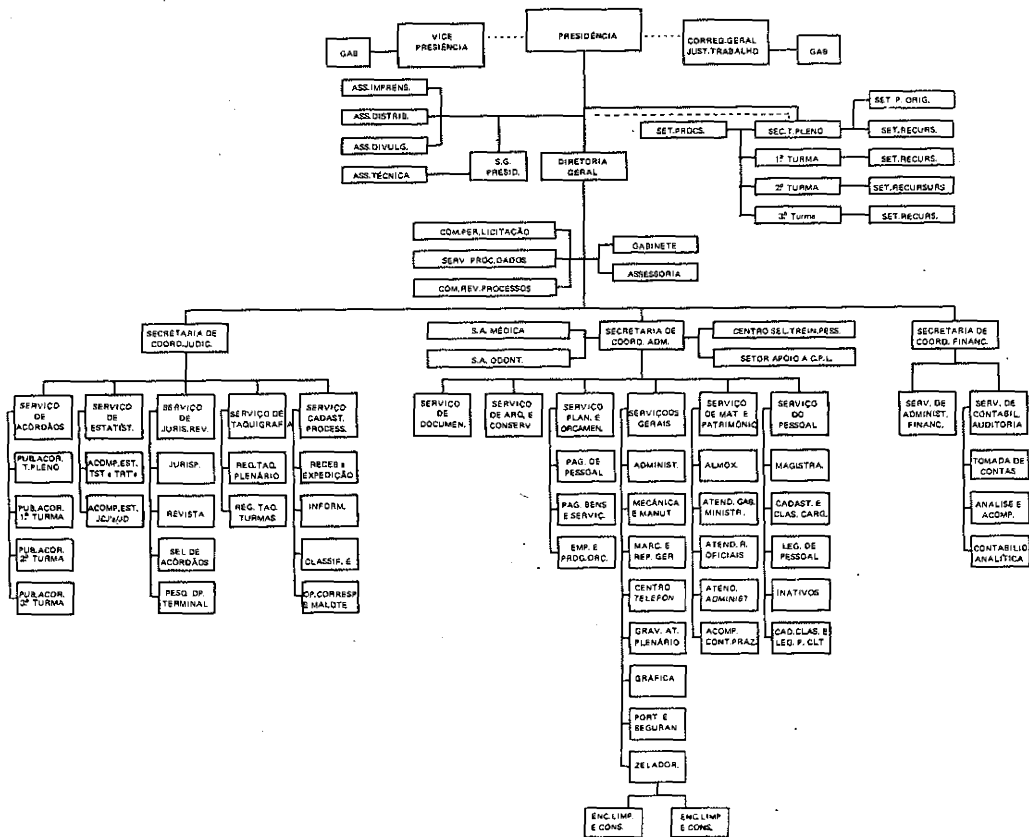 PRESIDÊNCIA
VICE
PRESIÊNCIA
GAB
CORREG.GERAL
JUST.TRABALHO
GAB
ASS.IMPRENS.
ASS.DISTRIB.
ASS.DIVULG.
ASS.TÉCNICA
S.G.
PRESID.
DIRETORIA
GERAL
SET.PROCS.
SEC.T.PLENO
SET P. ORIG.
SET.RECURS.
1ª TURMA
SET.RECURS.
2ª TURMA
SET.RECURSURS
3ª Turma
SET.RECURS.
COM.PER.LICITAÇÃO
SERV PROC.DADOS
COM.REV.PROCESSOS
GABINETE
ASSESSORIA
SECRETARIA DE
COORD.JUDIC.
S.A. MÉDICA
S.A. ODONT.
SECRETARIA DE
COORD. ADM.
CENTRO SEL.TREIN.PESS.
SETOR APOIO A C.P.L.
SECRETARIA DE
COORD. FINANC.
SERVIÇO
DE
ACÓRDÃOS
PUB.ACOR.
T.PLENO
PUB.ACOR.
1ª TURMA
PUB.ACOR.
2ª TURMA
PUB.ACOR.
3ª TURMA
SERVIÇO
DE
ESTATÍST.
ACOMP.EST.
TST e TRT's
ACOMP.EST.
JCJ's/JD
SERVIÇO
DE
JURIS.REV.
JURISP.
REVISTA
SEL DE
ACÓRDÃOS
PESQ. OP.
TERMINAL
SERVIÇO DE
TAQUIGRAFIA
REG.TAQ.
PLENÁRIO
REG. TAQ.
TURMAS
SERVIÇO
CADAST.
PROCESS.
RECEB e
EXPEDIÇÃO
INFORM.
CLASSIF. E
OP.CORRESP
E MALOTE
SERVIÇO
DE
DOCUMEN.
SERVIÇO
DE ARQ. E
CONSERV
SERVIÇO
PLAN. E
ORCAMEN.
PAG. DE
PESSOAL
PAG. BENS
E SERVIÇ.
EMP. E
PROG.ORÇ.
SERVIÇODS
GERAIS
ADMINIST.
MECÂNICA
E MANUT
MARC. E
REP. GER
CENTRO
TELEFÓN
GRAV. AT.
PLENÁRIO
GRÁFICA
PORT E
SEGURAN
ZELADOR.
ENC.LIMP.
E CONS.
ENC.LIMP
E CONS.
SERVIÇO
DE MAT E
PATRIMÔNIO
ALMOX.
ATEND. GAB.
MINISTR.
ATEND. R.
OFICIAIS
ATEND.
ADMINIST
ACOMP.
CONT.PRAZ.
SERVIÇO
DO
PESSOAL
MAGISTRA.
CADAST. E
CLAS. CARG.
LEG. DE
PESSOAL
INATIVOS
CAD.CLAS. E
LEG. P. CLT
SERV.
DE ADMINIST.
FINANC.
SERV. DE
CONTABIL.
AUDITORIA
TOMADA DE
CONTAS
ANALISE E
ACOMP.
CONTABILID
ANALÍTICA